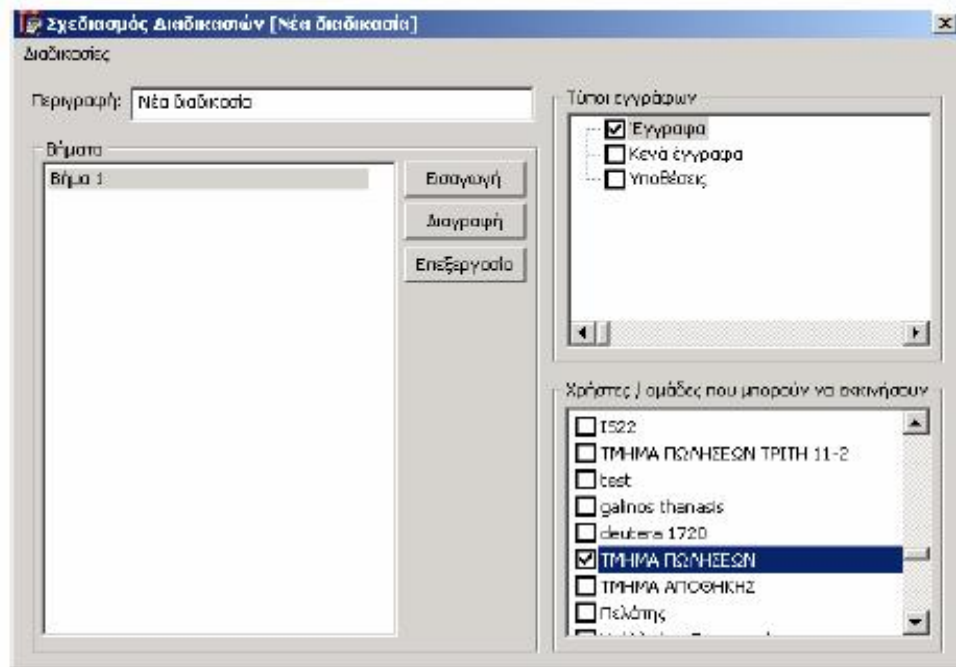 Σχεδιασμός Διαδικασιών [Νέα διαδικασία]
Διαδικασίες
Περιγραφή: Νέα διαδικασία
Βήματα
Βήμα 1
Εισαγωγή
Διαγραφή
Επεξεργασία
Τύποι εγγράφων
Έγγραφα
Κενά έγγραφα
Υποθέσεις
Χρήστες / ομάδες που μπορούν να εκκινήσουν
1522
ΤΜΗΜΑ ΠΩΛΗΣΕΩΝ ΤΡΙΤΗ 11-2
test
galinos thanasis
deutera 1720
ΤΜΗΜΑ ΠΩΛΗΣΕΩΝ
ΤΜΗΜΑ ΑΠΟΘΗΚΗΣ
Πελάτης